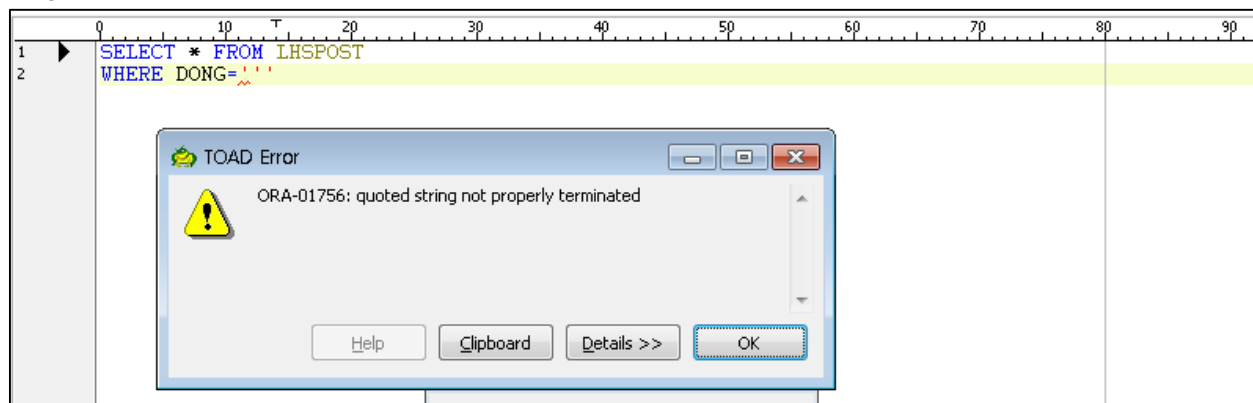 0 10 T 20 30 40 50 60 70 80 90
1 SELECT * FROM LHSPOST
2 WHERE DONG='''
TOAD Error
ORA-01756: quoted string not properly terminated
Help Clipboard Details >> OK